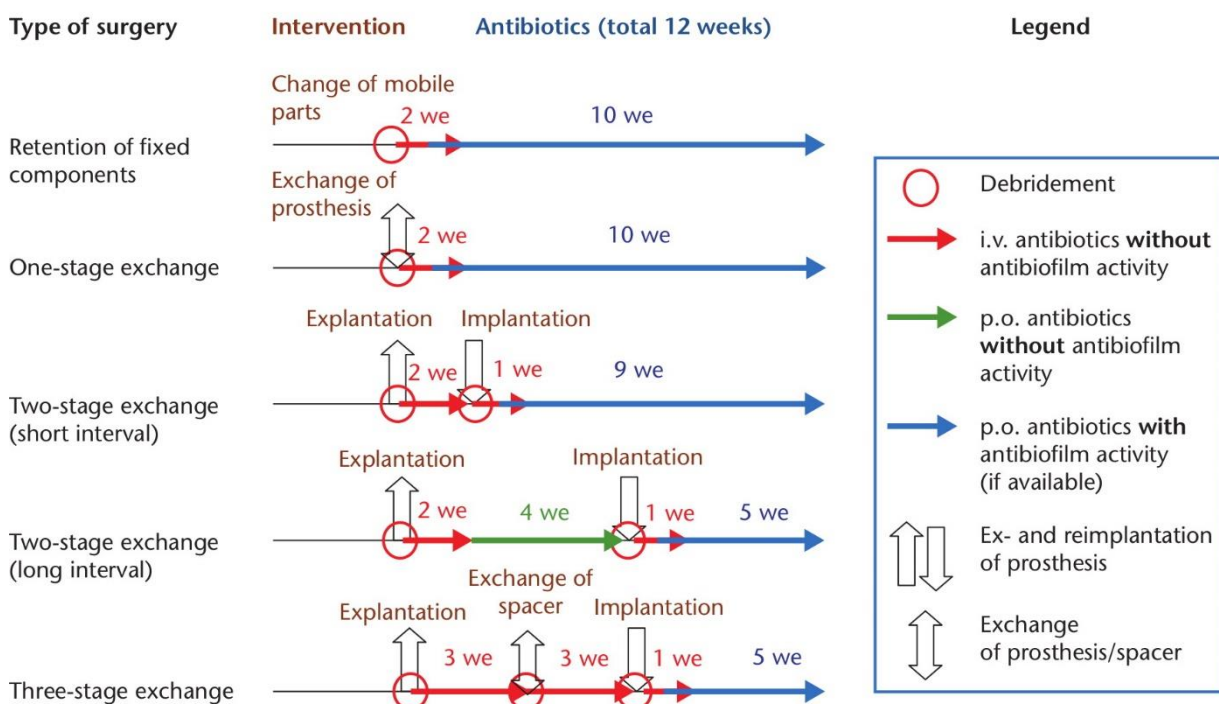 Type of surgery
Intervention
Antibiotics (total 12 weeks)
Legend
Change of mobile
parts
2 we
10 we
Retention of fixed
components
Exchange of
prosthesis
2 we
10 we
One-stage exchange
Explantation
Implantation
2 we
1 we
9 we
Two-stage exchange
(short interval)
Explantation
Implantation
2 we
4 we
1 we
5 we
Two-stage exchange
(long interval)
Exchange of
spacer
Explantation
Implantation
3 we
3 we
1 we
5 we
Three-stage exchange
Debridement
i.v. antibiotics without
antibiofilm activity
p.o. antibiotics
without antibiofilm
activity
p.o. antibiotics with
antibiofilm activity
(if available)
Ex- and reimplantation
of prosthesis
Exchange
of prosthesis/spacer